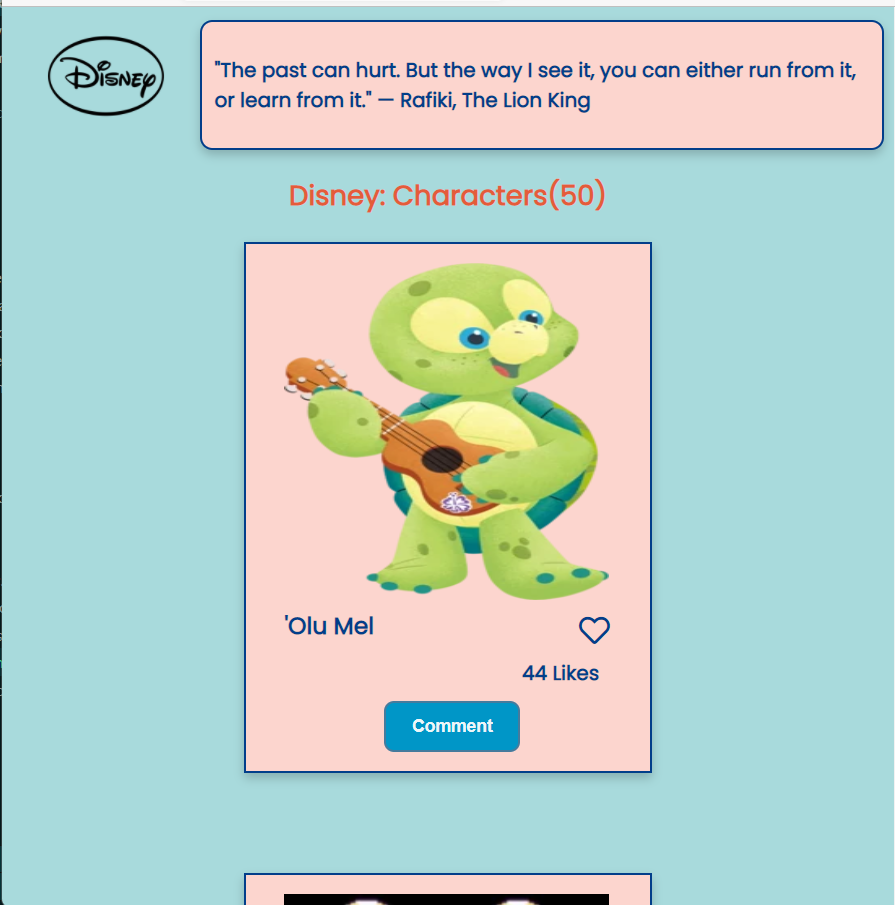 Disney
"The past can hurt. But the way I see it, you can either run from it,
or learn from it." — Rafiki, The Lion King
Disney: Characters(50)
'Olu Mel
44 Likes
Comment